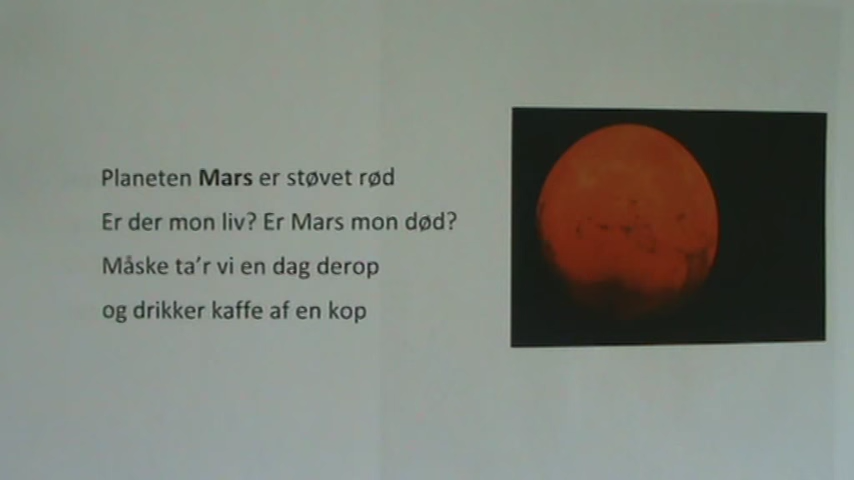 Planeten Mars er støvet rød
Er der mon liv? Er Mars mon død?
Måske ta'r vi en dag derop
og drikker kaffe af en kop